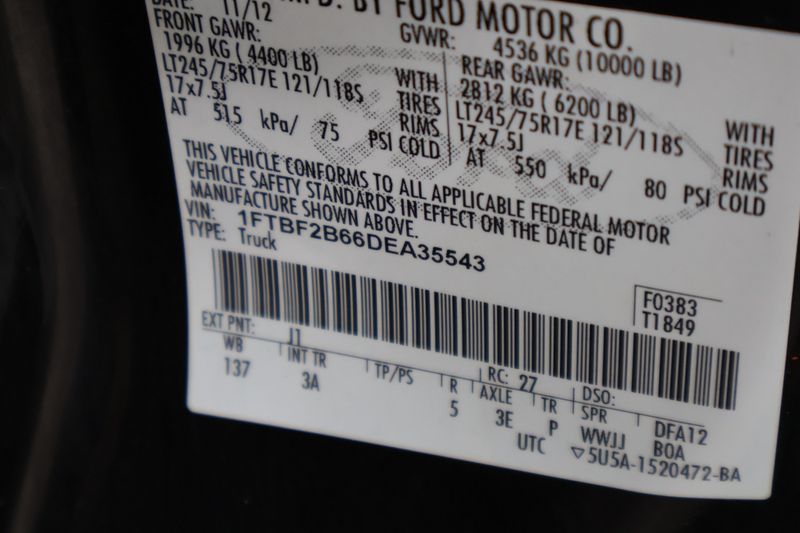 DATE: 11/12
MFD. BY FORD MOTOR CO.
FRONT GAWR:
GVWR: 4536 KG (10000 LB)
1996 KG (4400 LB)
REAR GAWR:
2812 KG (6200 LB)
LT245/75R17E 121/118S WITH TIRES
LT245/75R17E 121/118S WITH TIRES
17x7.5J RIMS
17x7.5J RIMS
AT 515 kPa/ 75 PSI COLD
AT 550 kPa/ 80 PSI COLD
THIS VEHICLE CONFORMS TO ALL APPLICABLE FEDERAL MOTOR
VEHICLE SAFETY STANDARDS IN EFFECT ON THE DATE OF
MANUFACTURE SHOWN ABOVE.
VIN: 1FTBF2B66DEA35543
TYPE: Truck
F0383
T1849
EXT PNT: J1 RC: 27 DSO:
WB INT TR TP/PS R AXLE TR SPR DFA12
137 3A 5 3E P WWJJ BOA
UTC ▽5U5A-1520472-BA